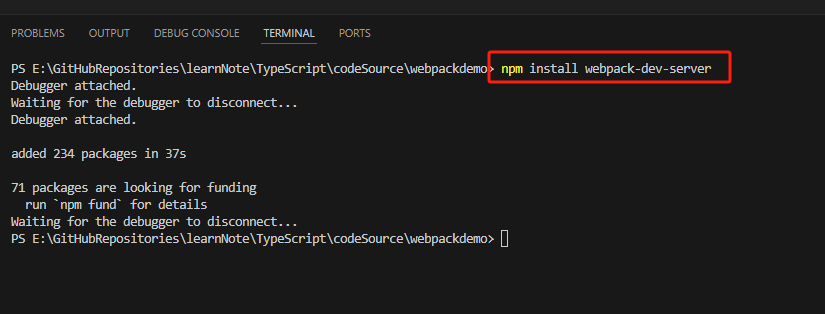 PROBLEMS OUTPUT DEBUG CONSOLE TERMINAL PORTS
PS E:\GitHubRepositories\learnNote\TypeScript\codeSource\webpackdemo> npm install webpack-dev-server
Debugger attached.
Waiting for the debugger to disconnect...
Debugger attached.
added 234 packages in 37s
71 packages are looking for funding
  run `npm fund` for details
Waiting for the debugger to disconnect...
PS E:\GitHubRepositories\learnNote\TypeScript\codeSource\webpackdemo>